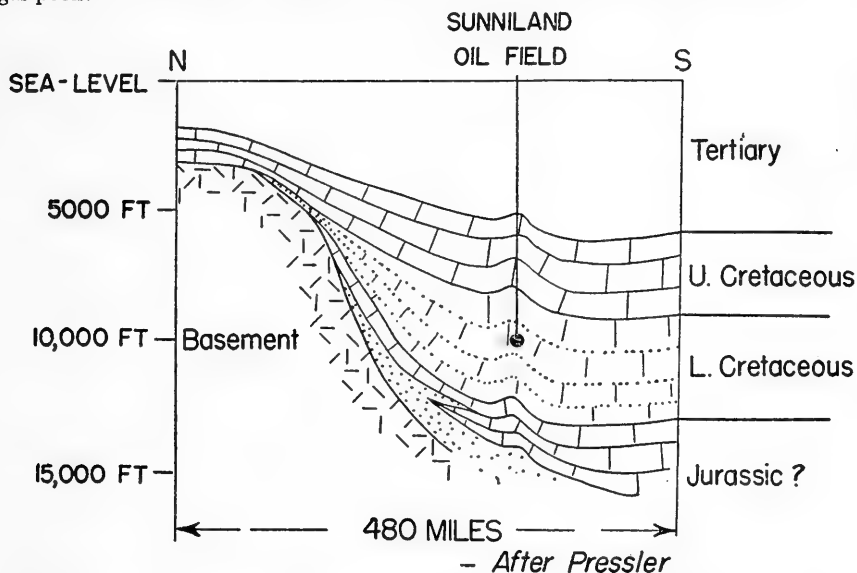 SUNNILAND
OIL FIELD
N
S
SEA-LEVEL
Tertiary
5000 FT
U. Cretaceous
10,000 FT
Basement
L. Cretaceous
15,000 FT
Jurassic ?
480 MILES
- After Pressler